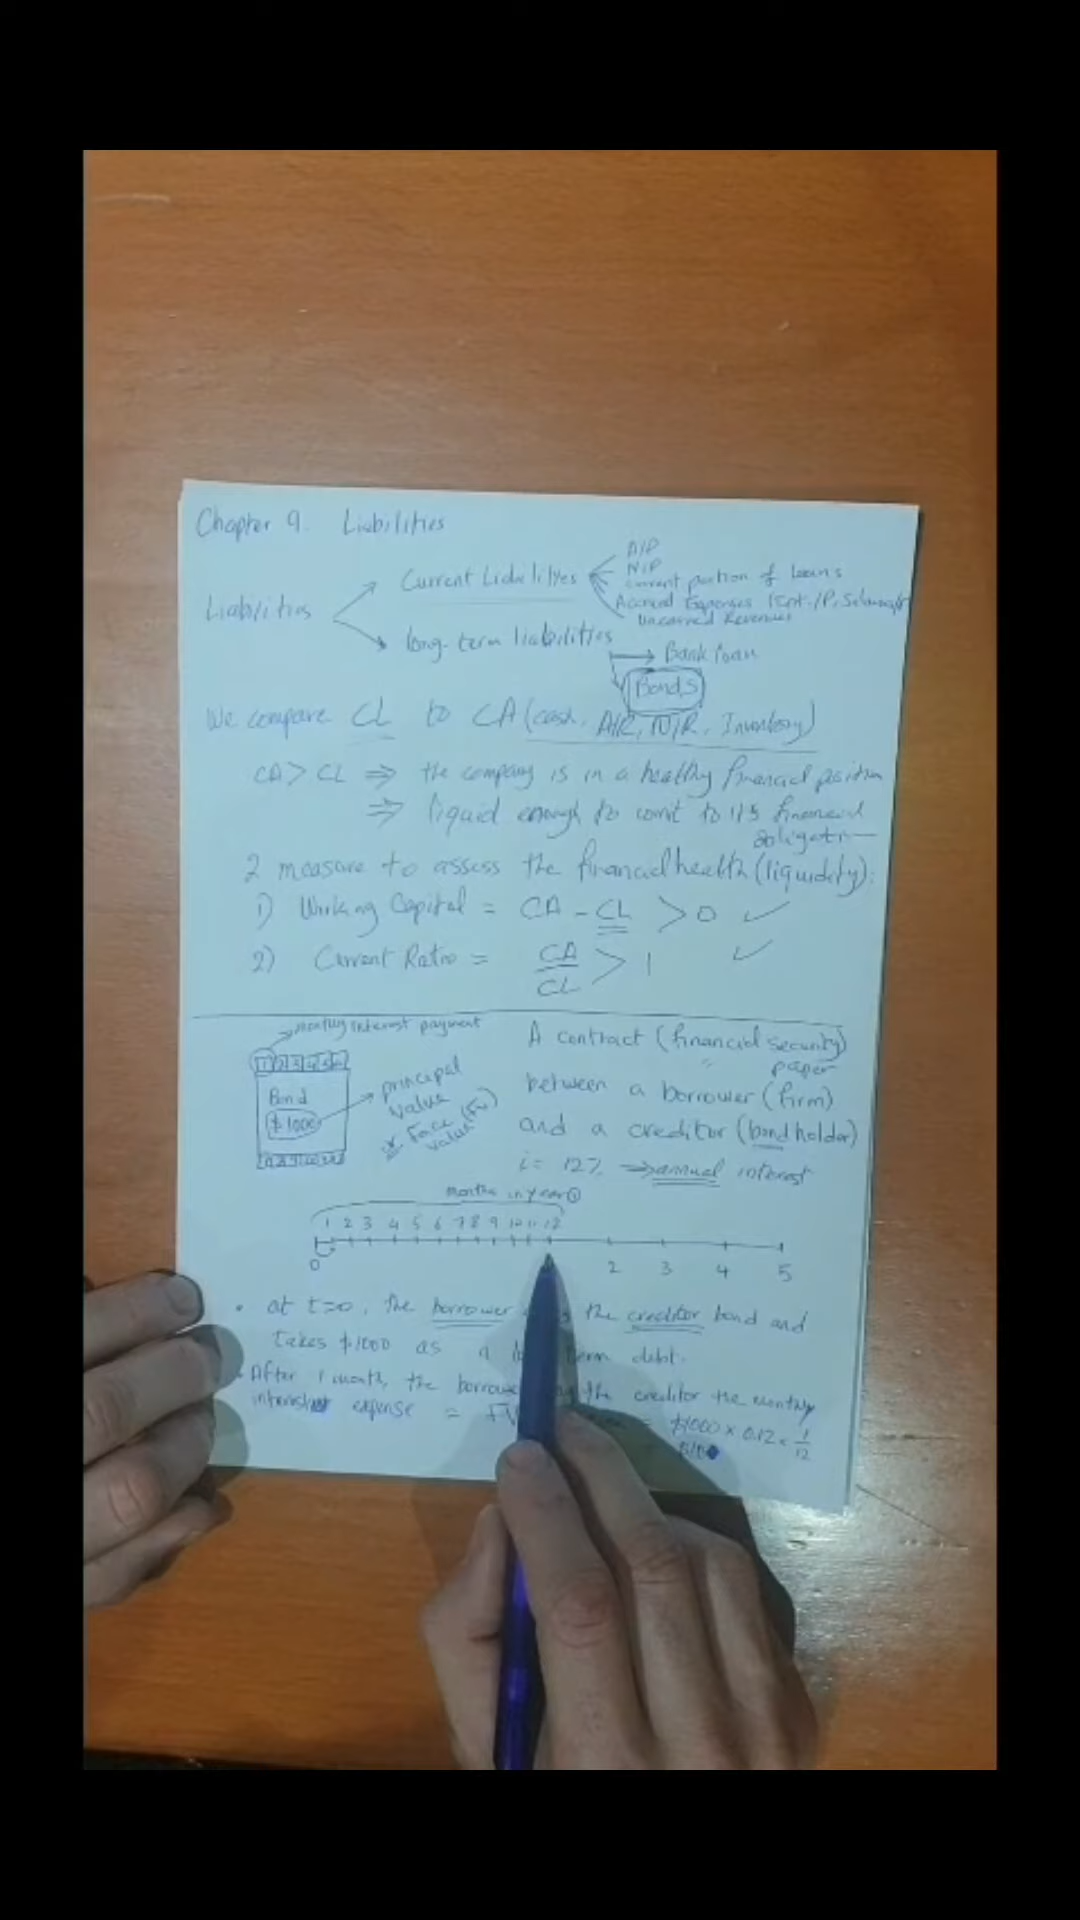 Chapter 9. Liabilities
Liabilities
Current Liabilities
A/P
N/P
current portion of loans
Accrued Expenses
Unearned Revenues
long-term liabilities
Bank loan
Bonds
We compare CL to CA (cash, A/R, N/R, Inventory)
CA > CL ⇒ the company is in a healthy financial position
⇒ liquid enough to comit to its financial
obligation
2 measure to assess the financial health (liquidity):
1) Working Capital = CA - CL > 0 ✓
2) Current Ratio = CA / CL > 1 ✓
monthly interest payment
Bond
$1000
principal
value
or Face (FV)
value
A contract (financial security)
paper
between a borrower (firm)
and a creditor (bondholder)
i = 12% ⇒ annual interest
months in year ①
1 2 3 4 5 6 7 8 9 10 11 12
0 2 3 4 5
• at t=0, the borrower the creditor bond and
takes $1000 as a term debt.
• After 1 month, the the creditor the monthly
interest expense = = $1000 × 0.12 × 1/12